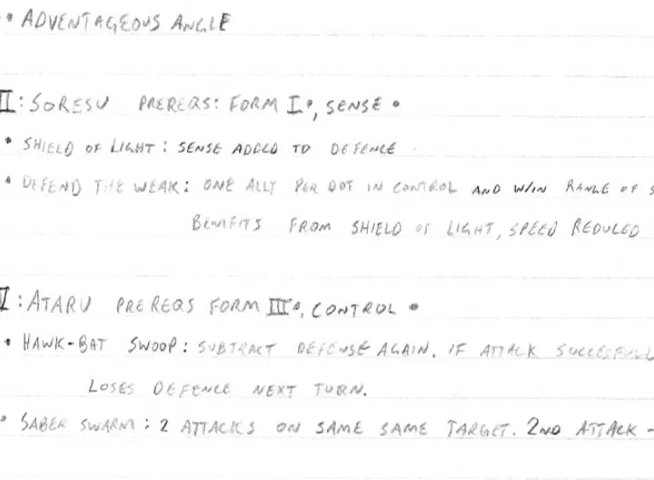 • • ADVENTAGEOUS ANGLE
II: SORESU PREREQS: FORM I•, SENSE •
• SHIELD OF LIGHT: SENSE ADDED TO DEFENCE
• DEFEND THE WEAK: ONE ALLY PER DOT IN CONTROL AND W/IN RANGE OF S
BENEFITS FROM SHIELD OF LIGHT, SPEED REDUCED
V: ATARU PREREQS FORM III•, CONTROL •
• HAWK-BAT SWOOP: SUBTRACT DEFENSE AGAIN. IF ATTACK SUCCESSFULL
LOSES DEFENCE NEXT TURN.
• SABER SWARM: 2 ATTACKS ON SAME SAME TARGET. 2ND ATTACK -